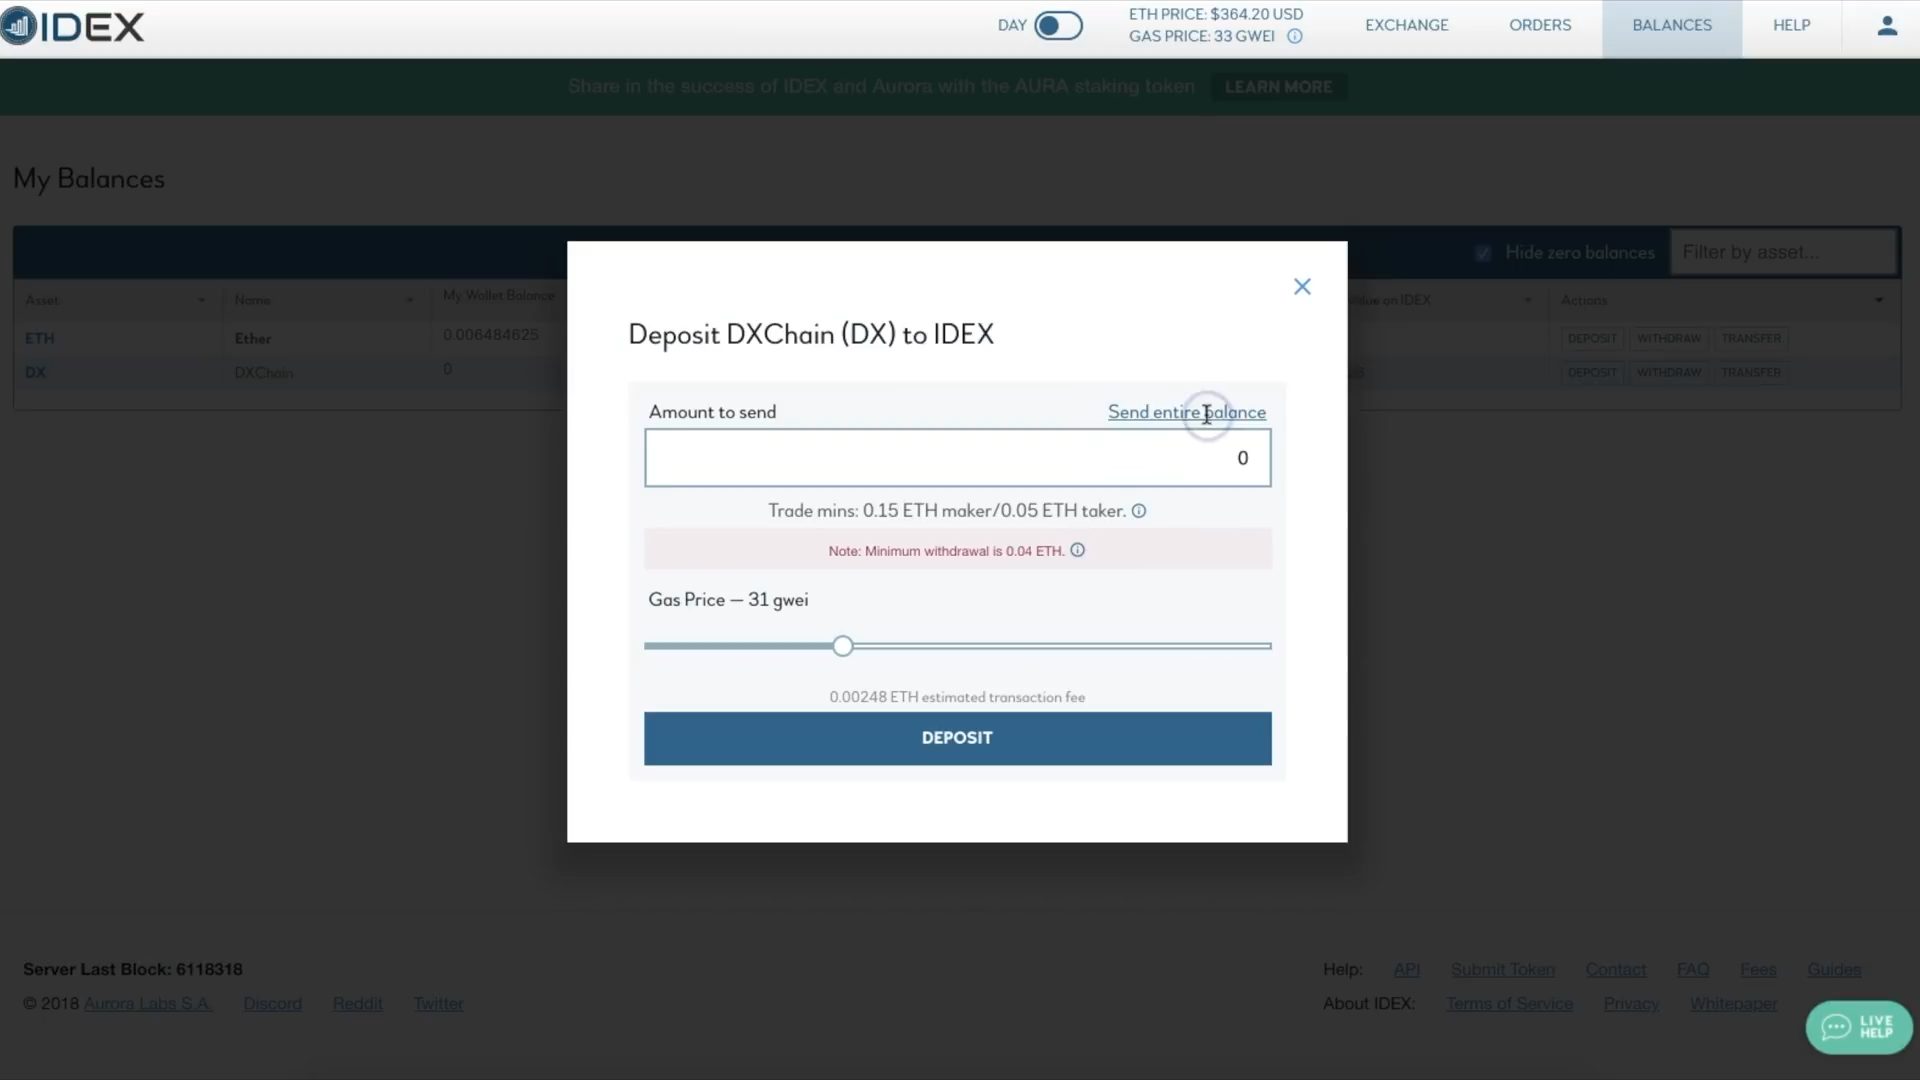 IDEX
DAY
ETH PRICE: $364.20 USD
GAS PRICE: 33 GWEI
EXCHANGE
ORDERS
BALANCES
HELP
Share in the success of IDEX and Aurora with the AURA staking token
LEARN MORE
My Balances
Hide zero balances
Filter by asset...
Asset
Name
My Wallet Balance
on IDEX
Actions
ETH
Ether
0.006484625
DEPOSIT
WITHDRAW
TRANSFER
DX
DXChain
0
DEPOSIT
WITHDRAW
TRANSFER
Deposit DXChain (DX) to IDEX
Amount to send
Send entire balance
0
Trade mins: 0.15 ETH maker/0.05 ETH taker.
Note: Minimum withdrawal is 0.04 ETH.
Gas Price — 31 gwei
0.00248 ETH estimated transaction fee
DEPOSIT
Server Last Block: 6118318
Help: API Submit Token Contact FAQ Fees Guides
© 2018 Aurora Labs S.A. Discord Reddit Twitter
About IDEX: Terms of Service Privacy Whitepaper
LIVE
HELP